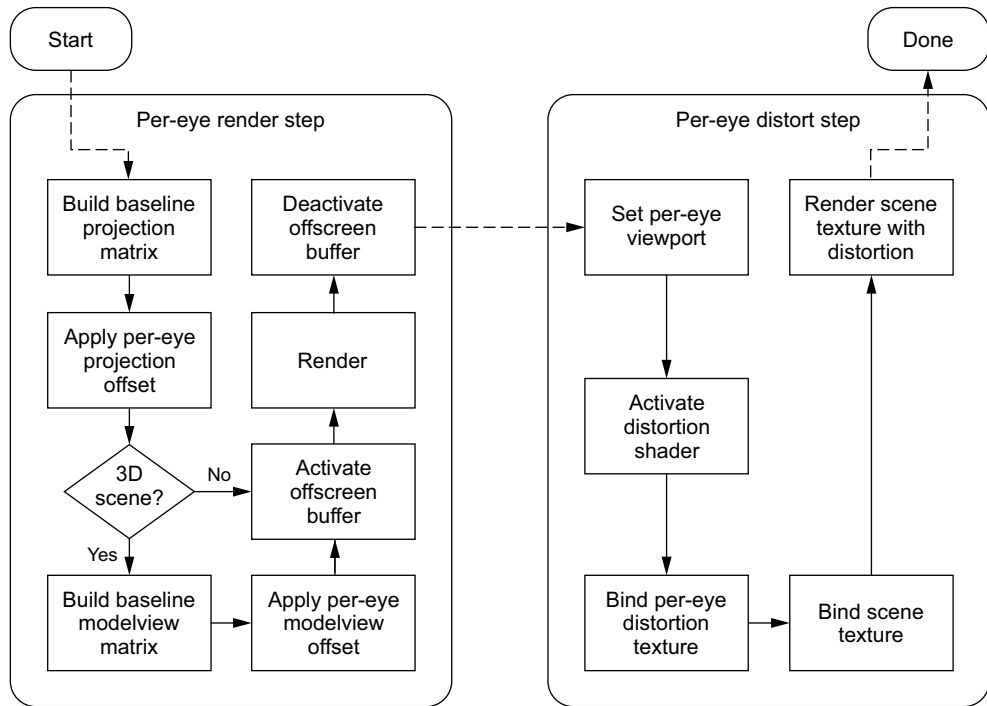 Start
Done
Per-eye render step
Build baseline
projection
matrix
Apply per-eye
projection
offset
3D
scene?
No
Yes
Build baseline
modelview
matrix
Apply per-eye
modelview
offset
Activate
offscreen
buffer
Render
Deactivate
offscreen
buffer
Per-eye distort step
Set per-eye
viewport
Activate
distortion
shader
Bind per-eye
distortion
texture
Bind scene
texture
Render scene
texture with
distortion